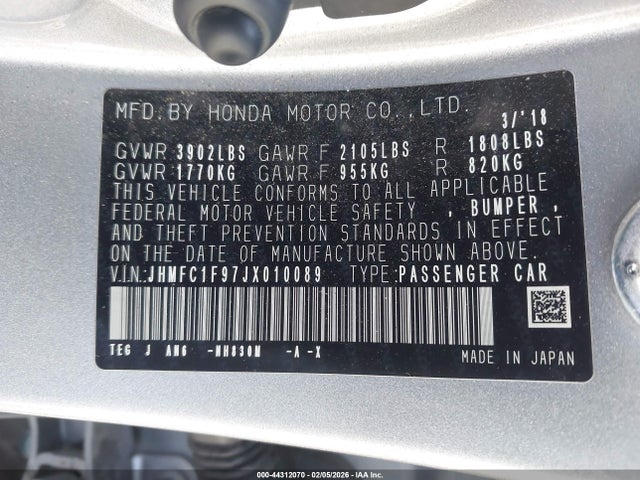 MFD. BY HONDA MOTOR CO.,LTD. 3/'18
GVWR 3902LBS GAWR F 2105LBS R 1808LBS
GVWR 1770KG GAWR F 955KG R 820KG
THIS VEHICLE CONFORMS TO ALL APPLICABLE
FEDERAL MOTOR VEHICLE SAFETY , BUMPER ,
AND THEFT PREVENTION STANDARDS IN EFFECT
ON THE DATE OF MANUFACTURE SHOWN ABOVE.
V.I.N.:JHMFC1F97JX010089 TYPE:PASSENGER CAR
TEG J AN6 -NH830M -A -X
MADE IN JAPAN
000-44312070 - 02/05/2026 - IAA Inc.